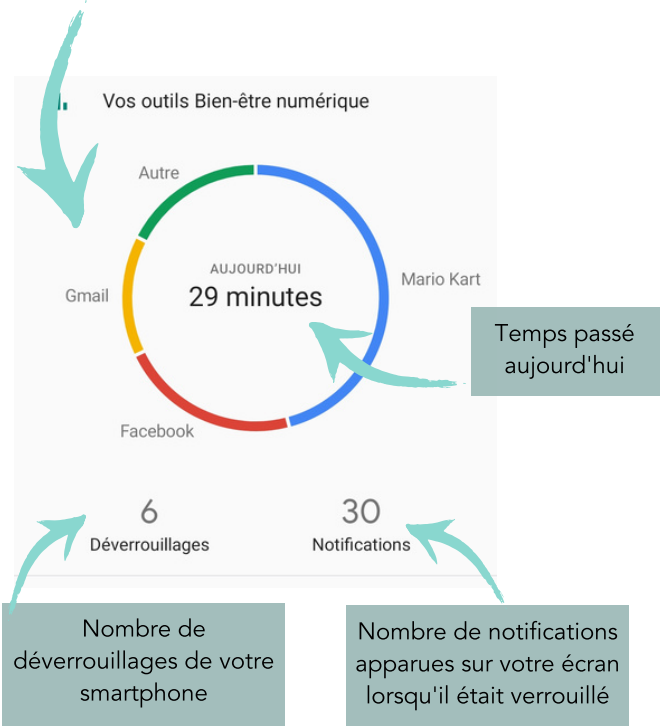 Vos outils Bien-être numérique
Autre
AUJOURD'HUI
29 minutes
Mario Kart
Gmail
Temps passé
aujourd'hui
Facebook
6
Déverrouillages
30
Notifications
Nombre de
déverrouillages de votre
smartphone
Nombre de notifications
apparues sur votre écran
lorsqu'il était verrouillé